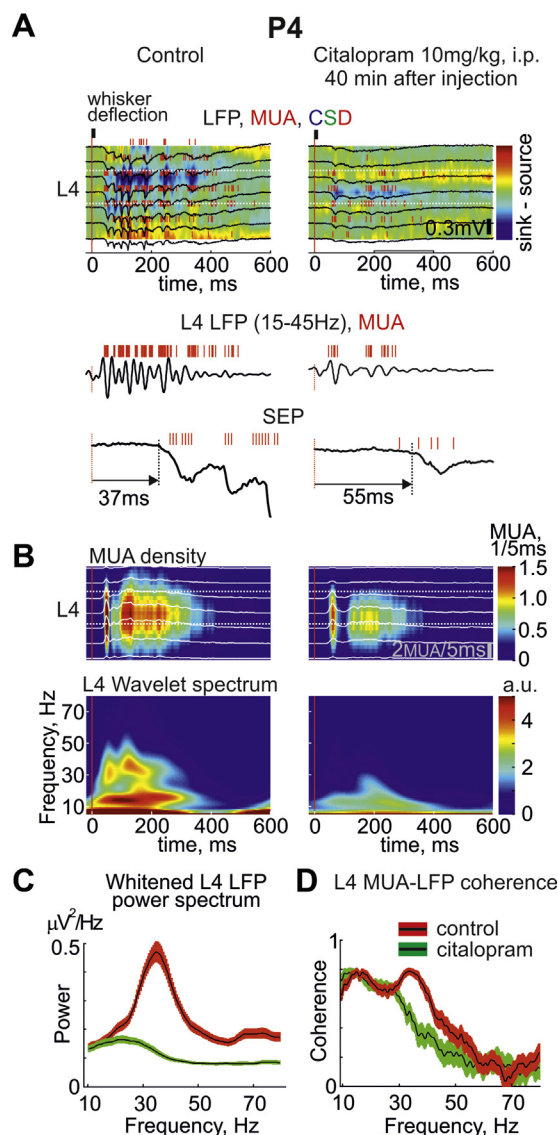 A
P4
Control
Citalopram 10mg/kg, i.p.
40 min after injection
whisker
deflection
LFP, MUA, CSD
L4
0.3mV
sink - source
0 200 400 600
0 200 400 600
time, ms
time, ms
L4 LFP (15-45Hz), MUA
SEP
37ms
55ms
B
MUA density
MUA,
1/5ms
L4
2MUA/5ms
1.5
1.0
0.5
0
L4 Wavelet spectrum
a.u.
Frequency, Hz
70
50
30
10
4
2
0
0 200 400 600
0 200 400 600
time, ms
time, ms
C
Whitened L4 LFP
power spectrum
μV²/Hz
0.5
Power
0
10 30 50 70
Frequency, Hz
D
L4 MUA-LFP coherence
control
citalopram
1
Coherence
0
10 30 50 70
Frequency, Hz